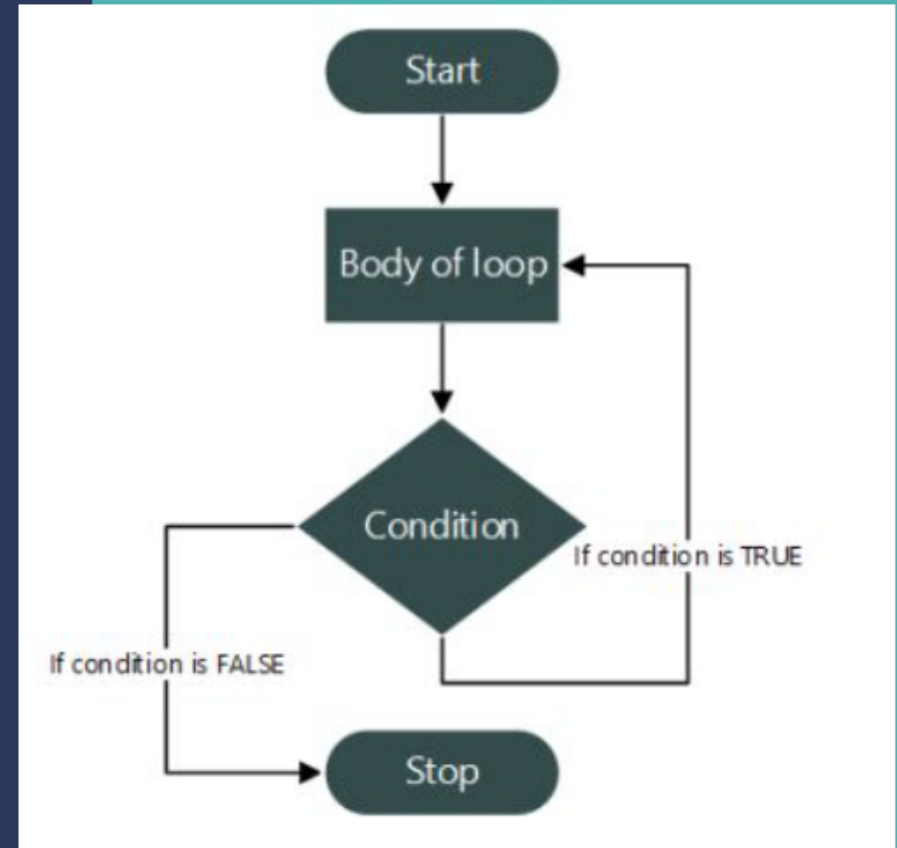 Start
Body of loop
Condition
If condition is TRUE
If condition is FALSE
Stop